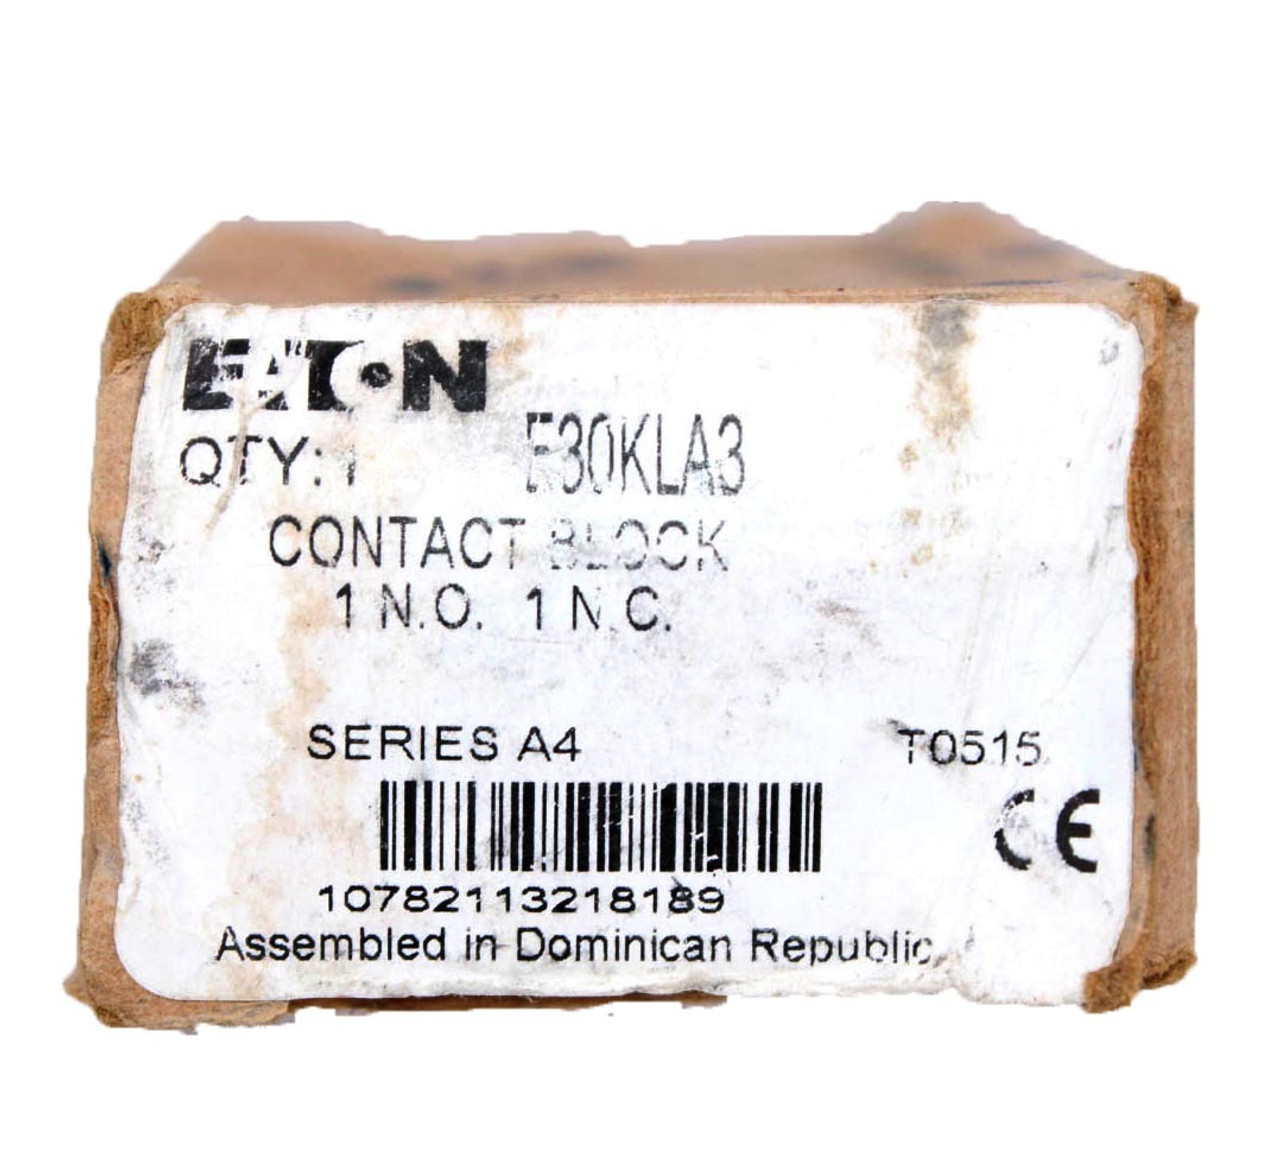 EATON
QTY: 1 E30KLA3
CONTACT BLOCK
1 N.O. 1 N.C.
SERIES A4 T0515
CE
10782113218189
Assembled in Dominican Republic